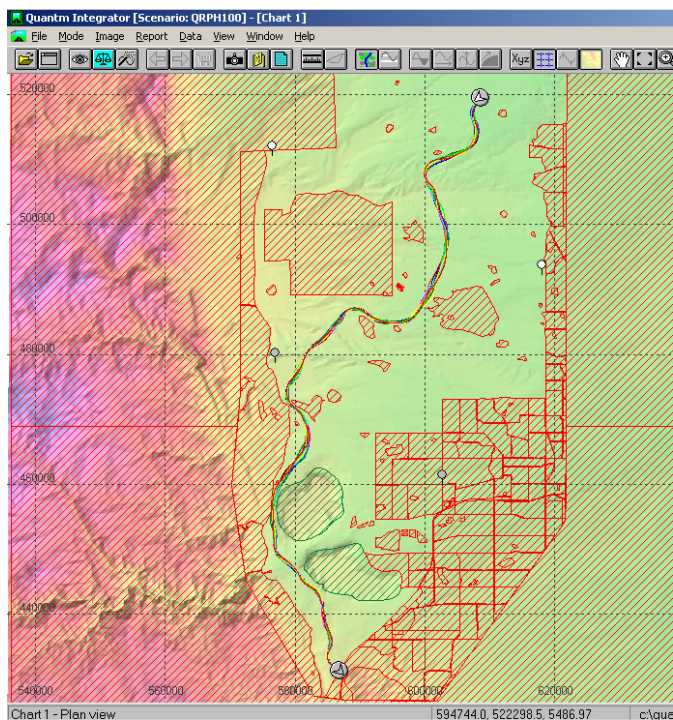 Quantm Integrator [Scenario: QRPH100] - [Chart 1]
File Mode Image Report Data View Window Help
Xyz
520000
500000
480000
460000
440000
540000 560000 580000 600000 620000
Chart 1 - Plan view 594744.0, 522298.5, 5486.97 c:\qua